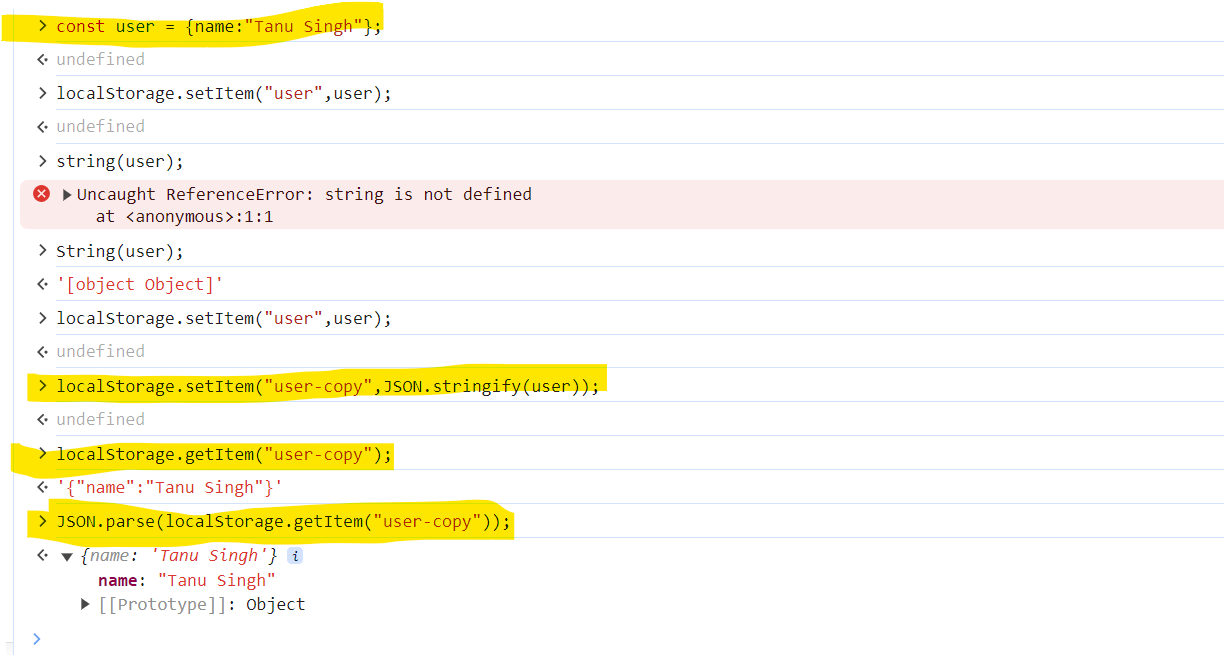 > const user = {name:"Tanu Singh"};
undefined
> localStorage.setItem("user",user);
undefined
> string(user);
Uncaught ReferenceError: string is not defined
at <anonymous>:1:1
> String(user);
'[object Object]'
> localStorage.setItem("user",user);
undefined
> localStorage.setItem("user-copy",JSON.stringify(user));
undefined
> localStorage.getItem("user-copy");
'{"name":"Tanu Singh"}'
> JSON.parse(localStorage.getItem("user-copy"));
{name: 'Tanu Singh'} i
name: "Tanu Singh"
[[Prototype]]: Object
>